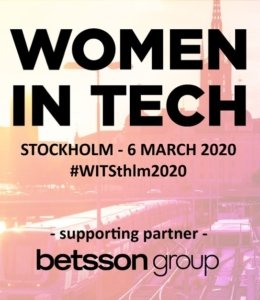 WOMEN
IN TECH
STOCKHOLM - 6 MARCH 2020
#WITSthlm2020
- supporting partner -
betsson group